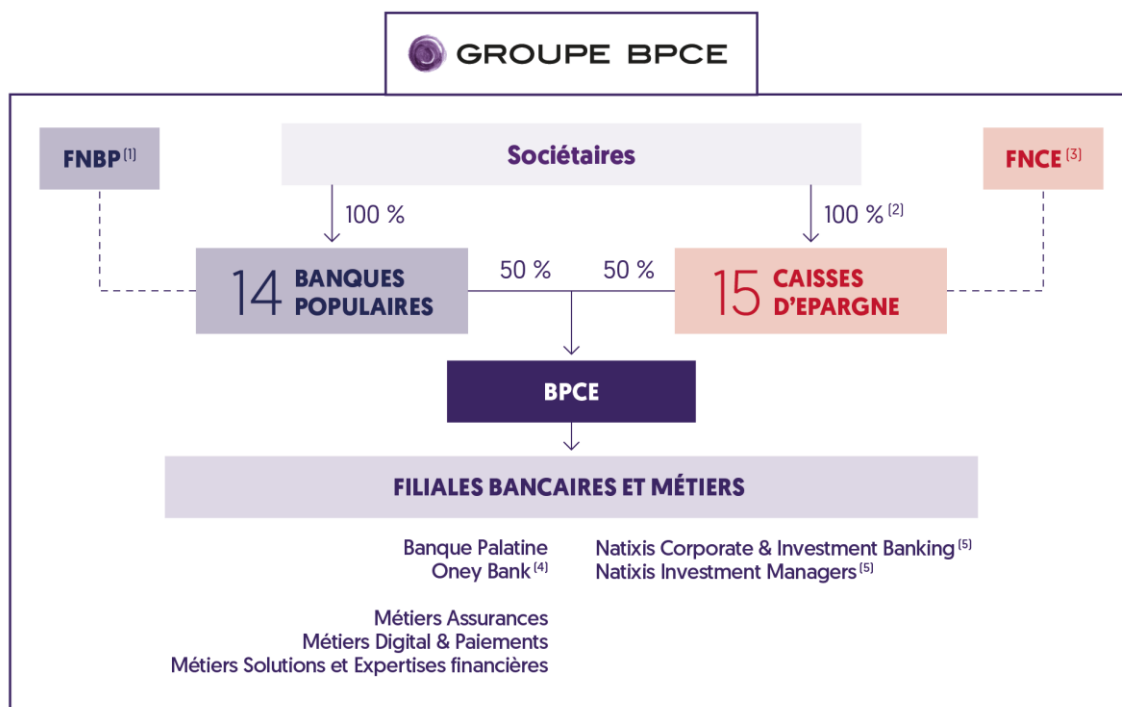 GROUPE BPCE
FNBP (1)
Sociétaires
FNCE (3)
100 %
100 % (2)
14 BANQUES
POPULAIRES
50 %
50 %
15 CAISSES
D'EPARGNE
BPCE
FILIALES BANCAIRES ET MÉTIERS
Banque Palatine
Oney Bank (4)
Natixis Corporate & Investment Banking (5)
Natixis Investment Managers (5)
Métiers Assurances
Métiers Digital & Paiements
Métiers Solutions et Expertises financières